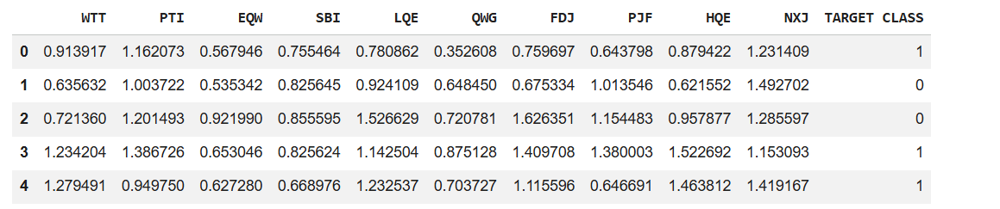 WTT PTI EQW SBI LQE QWG FDJ PJF HQE NXJ TARGET CLASS
0 0.913917 1.162073 0.567946 0.755464 0.780862 0.352608 0.759697 0.643798 0.879422 1.231409 1
1 0.635632 1.003722 0.535342 0.825645 0.924109 0.648450 0.675334 1.013546 0.621552 1.492702 0
2 0.721360 1.201493 0.921990 0.855595 1.526629 0.720781 1.626351 1.154483 0.957877 1.285597 0
3 1.234204 1.386726 0.653046 0.825624 1.142504 0.875128 1.409708 1.380003 1.522692 1.153093 1
4 1.279491 0.949750 0.627280 0.668976 1.232537 0.703727 1.115596 0.646691 1.463812 1.419167 1